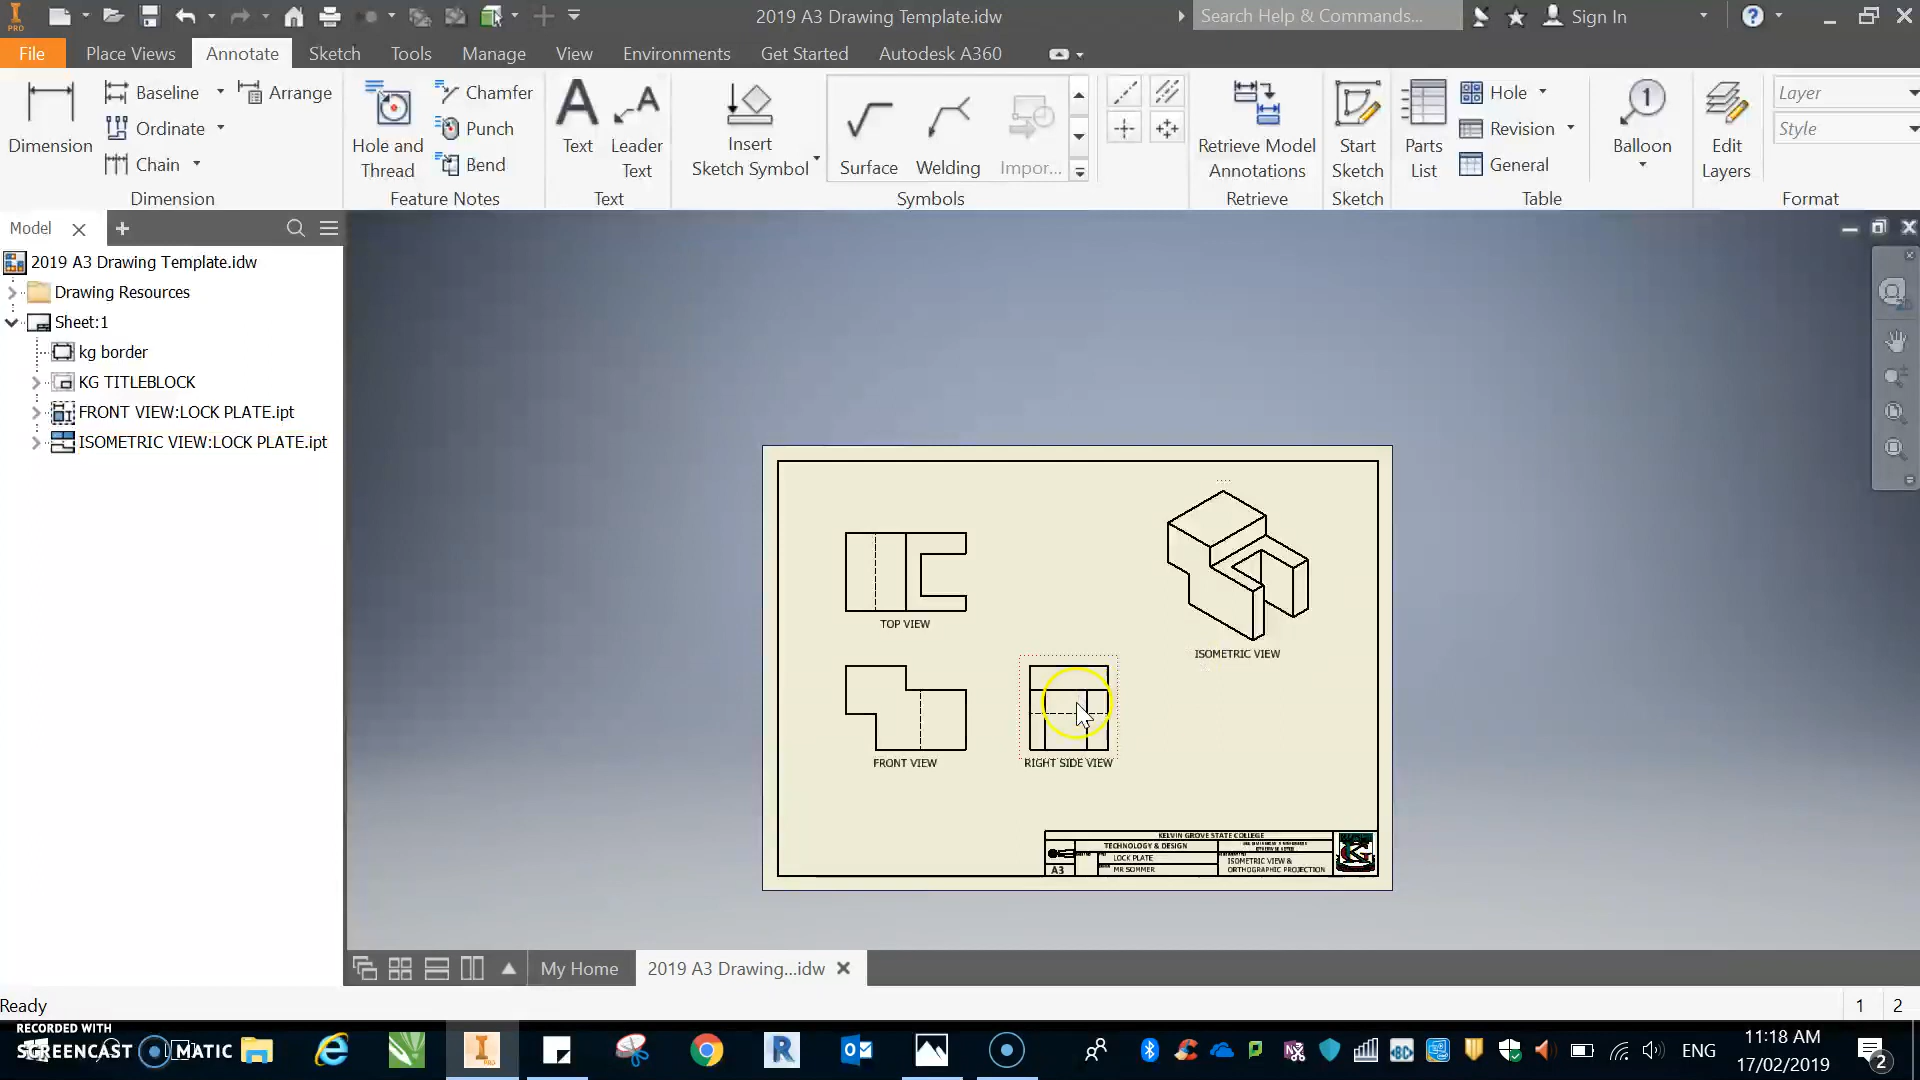 PRO
2019 A3 Drawing Template.idw
Search Help & Commands...
Sign In
File
Place Views
Annotate
Sketch
Tools
Manage
View
Environments
Get Started
Autodesk A360
Dimension
Baseline
Arrange
Ordinate
Chain
Dimension
Hole and
Thread
Chamfer
Punch
Bend
Feature Notes
Text
Leader
Text
Text
Insert
Sketch Symbol
Surface
Welding
Impor...
Symbols
Retrieve Model
Annotations
Retrieve
Start
Sketch
Sketch
Parts
List
Hole
Revision
General
Table
Balloon
Edit
Layers
Layer
Style
Format
Model
2019 A3 Drawing Template.idw
Drawing Resources
Sheet:1
kg border
KG TITLEBLOCK
FRONT VIEW:LOCK PLATE.ipt
ISOMETRIC VIEW:LOCK PLATE.ipt
TOP VIEW
ISOMETRIC VIEW
FRONT VIEW
RIGHT SIDE VIEW
KELVIN GROVE STATE COLLEGE
TECHNOLOGY & DESIGN
LOCK PLATE
MR SOMMER
A3
ISOMETRIC VIEW &
ORTHOGRAPHIC PROJECTION
My Home
2019 A3 Drawing...idw
Ready
1 2
RECORDED WITH
SCREENCAST MATIC
ENG
11:18 AM
17/02/2019
2